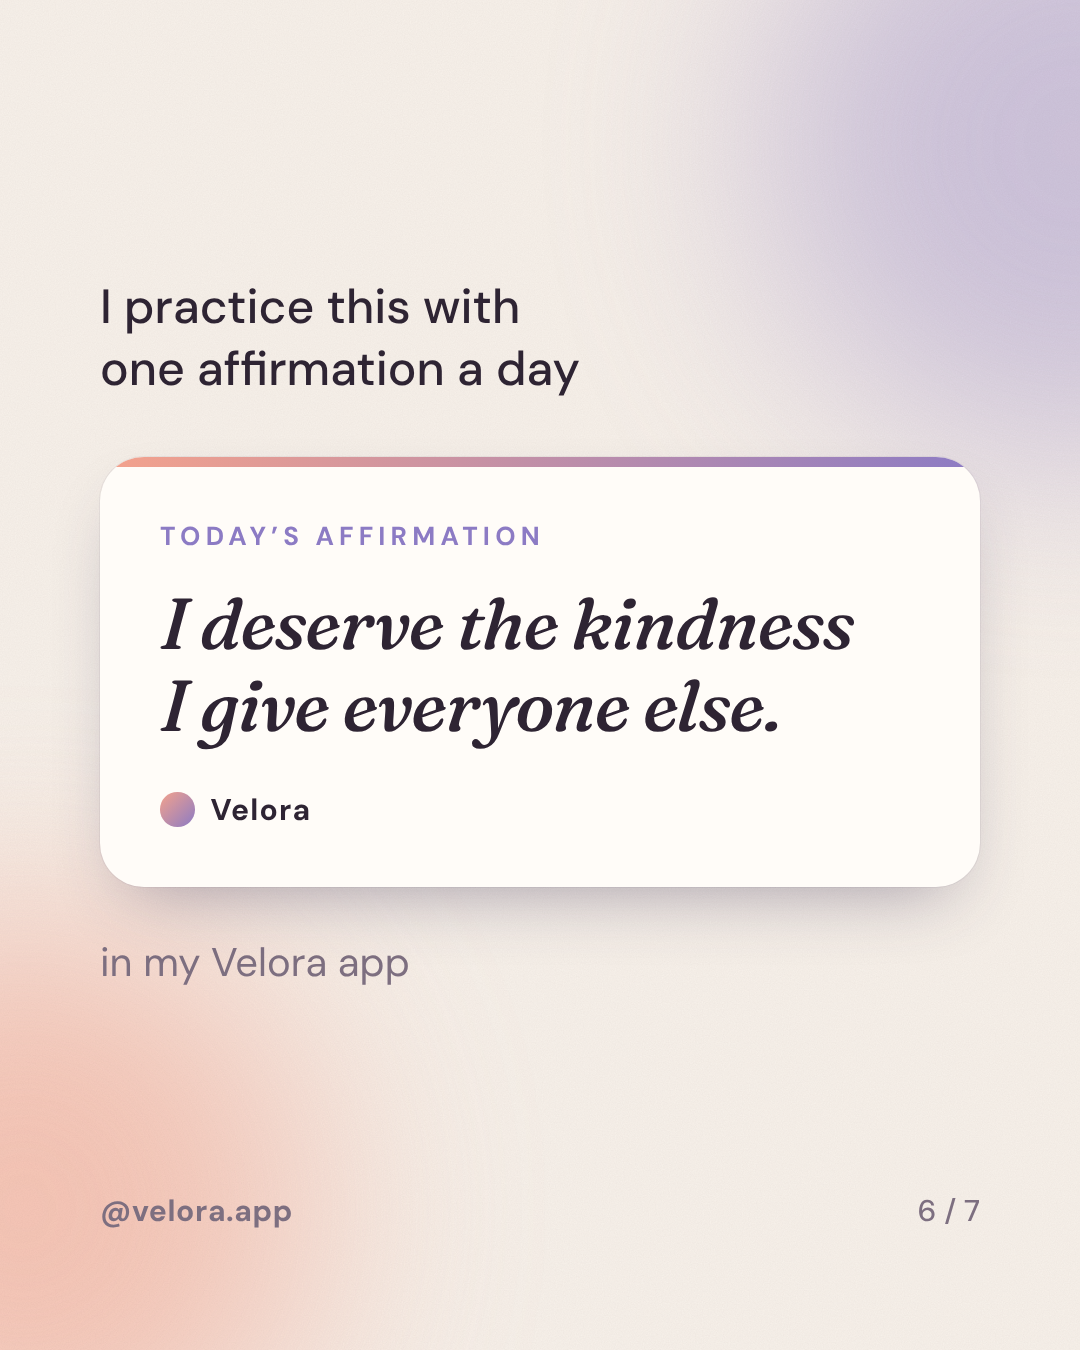 I practice this with
one affirmation a day
TODAY’S AFFIRMATION
I deserve the kindness
I give everyone else.
Velora
in my Velora app
@velora.app
6 / 7